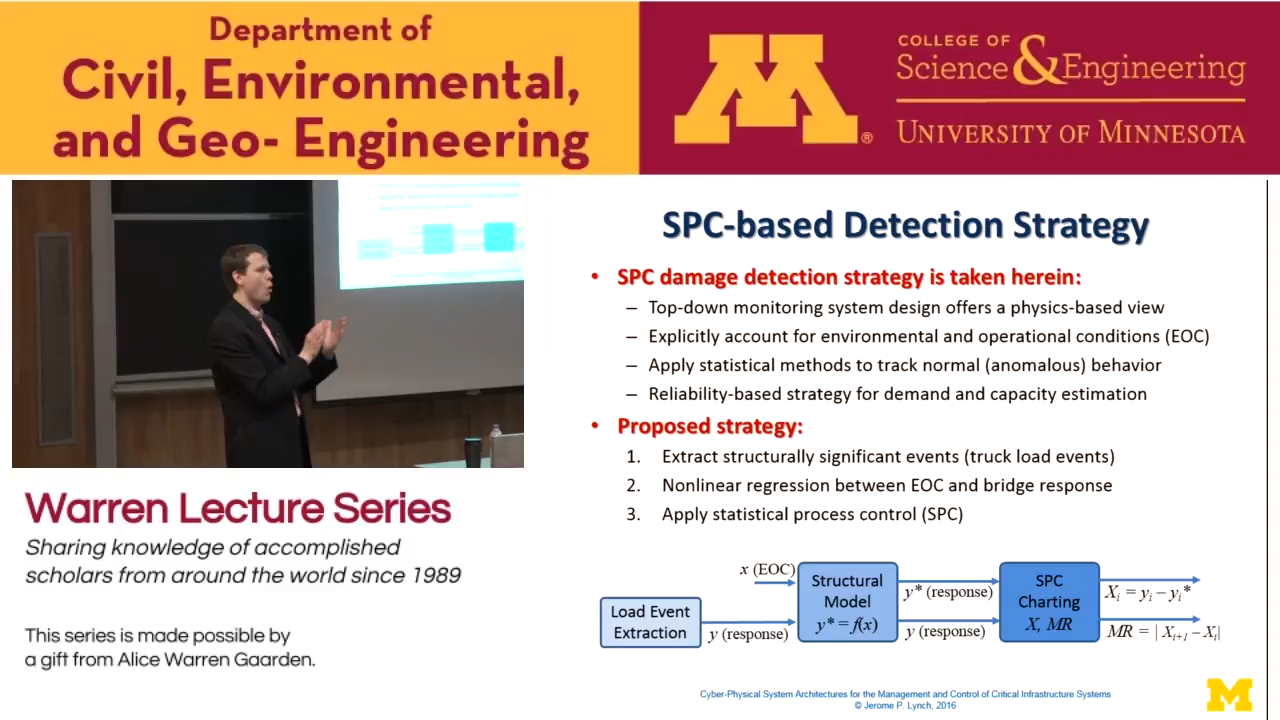 Department of
Civil, Environmental,
and Geo- Engineering
M
®
COLLEGE OF
Science & Engineering
UNIVERSITY OF MINNESOTA
Warren Lecture Series
Sharing knowledge of accomplished
scholars from around the world since 1989
This series is made possible by
a gift from Alice Warren Gaarden.
SPC-based Detection Strategy
• SPC damage detection strategy is taken herein:
– Top-down monitoring system design offers a physics-based view
– Explicitly account for environmental and operational conditions (EOC)
– Apply statistical methods to track normal (anomalous) behavior
– Reliability-based strategy for demand and capacity estimation
• Proposed strategy:
1. Extract structurally significant events (truck load events)
2. Nonlinear regression between EOC and bridge response
3. Apply statistical process control (SPC)
Load Event
Extraction
x (EOC)
y (response)
Structural
Model
y* = f(x)
y* (response)
y (response)
SPC
Charting
X, MR
Xi = yi – yi*
MR = | Xi+1 – Xi|
Cyber-Physical System Architectures for the Management and Control of Critical Infrastructure Systems
© Jerome P. Lynch, 2016
M